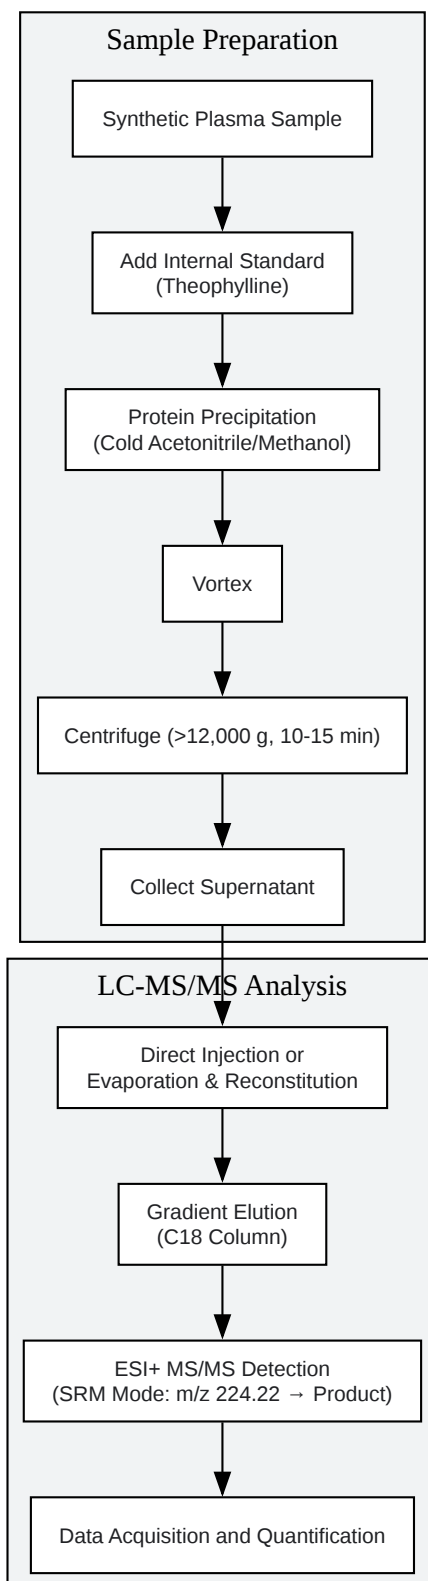 Sample Preparation
Synthetic Plasma Sample
Add Internal Standard
(Theophylline)
Protein Precipitation
(Cold Acetonitrile/Methanol)
Vortex
Centrifuge (>12,000 g, 10-15 min)
Collect Supernatant
LC-MS/MS Analysis
Direct Injection or
Evaporation & Reconstitution
Gradient Elution
(C18 Column)
ESI+ MS/MS Detection
(SRM Mode: m/z 224.22 → Product)
Data Acquisition and Quantification